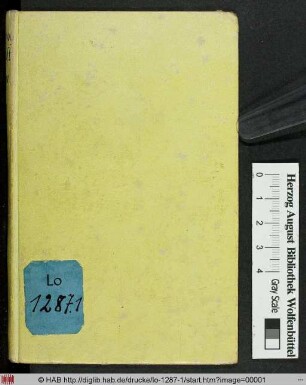 Lo
1287.1
Herzog August Bibliothek Wolfenbüttel
0 1 2 3 4
Gray Scale
© HAB http://diglib.hab.de/drucke/lo-1287-1/start.htm?image=00001